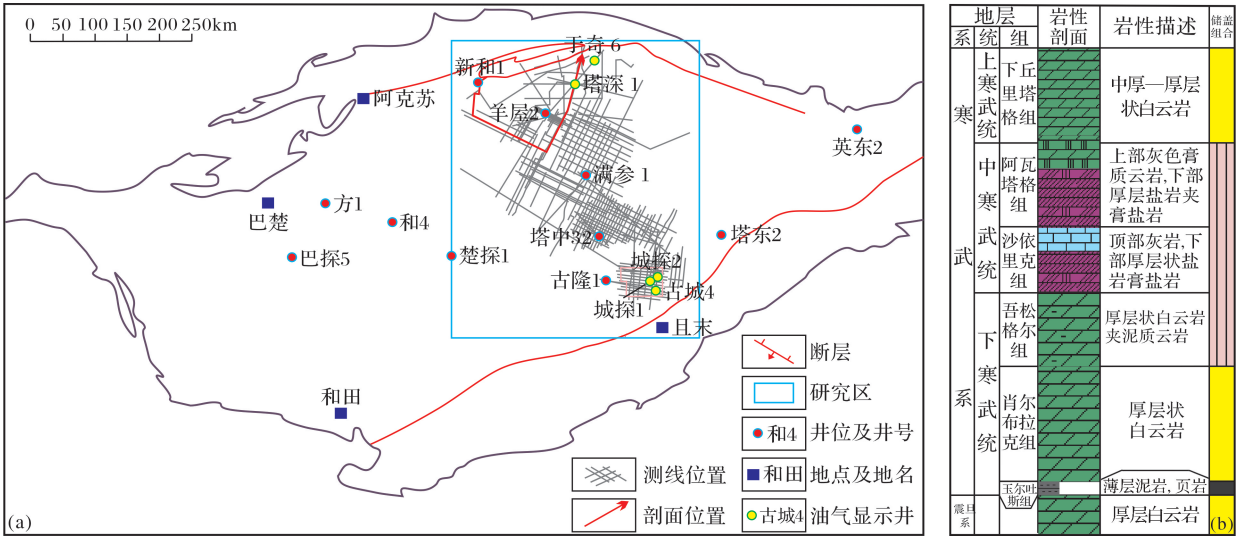 0 50 100 150 200 250km
于奇6
新和1
塔深1
阿克苏
羊屋2
英东2
满参1
巴楚
方1
和4
塔中32
塔东2
巴探5
楚探1
城探2
古隆1
古城4
城探1
且末
和田
断层
研究区
和4 井位及井号
测线位置
和田 地点及地名
剖面位置
古城4 油气显示井
(a)
地层
岩性
剖面
岩性描述
储盖
组合
系 统 组
寒武系
上寒武统
下丘
里塔
格组
中厚—厚层
状白云岩
中寒武统
阿瓦
塔格
组
上部灰色膏
质云岩,下部
厚层盐岩夹
膏盐岩
沙依
里克
组
顶部灰岩,下
部厚层状盐
岩膏盐岩
下寒武统
吾松
格尔
组
厚层状白云岩
夹泥质云岩
肖尔
布拉
克组
厚层状
白云岩
玉尔吐
斯组
薄层泥岩,页岩
震旦
系
厚层白云岩
(b)